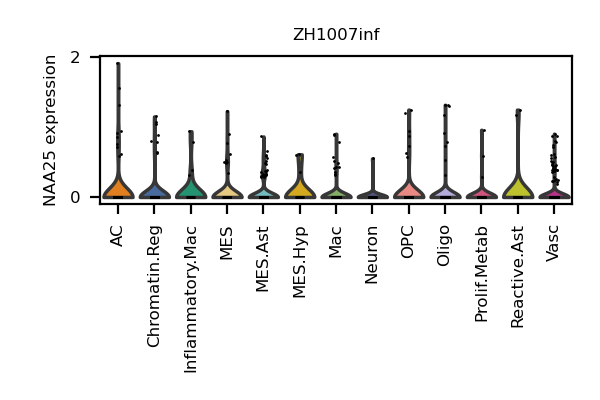 ZH1007inf
NAA25 expression
2
0
AC
Chromatin.Reg
Inflammatory.Mac
MES
MES.Ast
MES.Hyp
Mac
Neuron
OPC
Oligo
Prolif.Metab
Reactive.Ast
Vasc